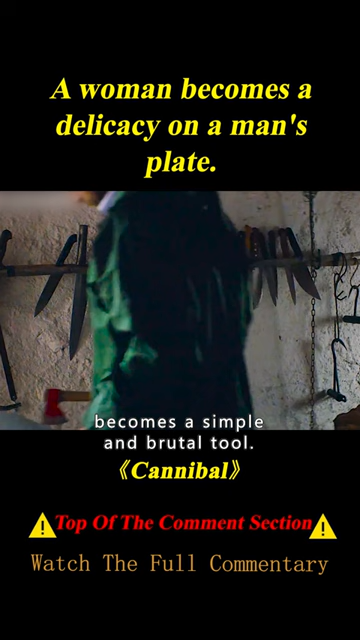 A woman becomes a
delicacy on a man's
plate.
becomes a simple
and brutal tool.
《Cannibal》
Top Of The Comment Section
Watch The Full Commentary